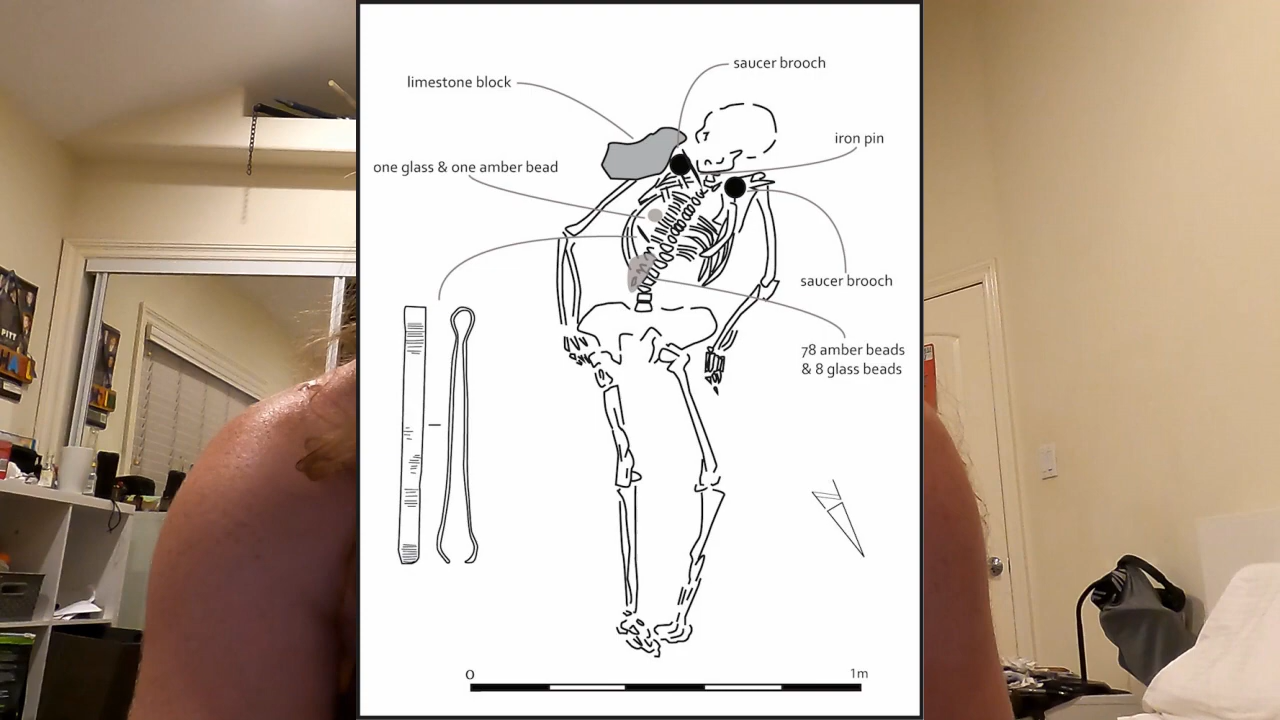 saucer brooch
limestone block
iron pin
one glass & one amber bead
saucer brooch
78 amber beads
& 8 glass beads
0
1m
PITT